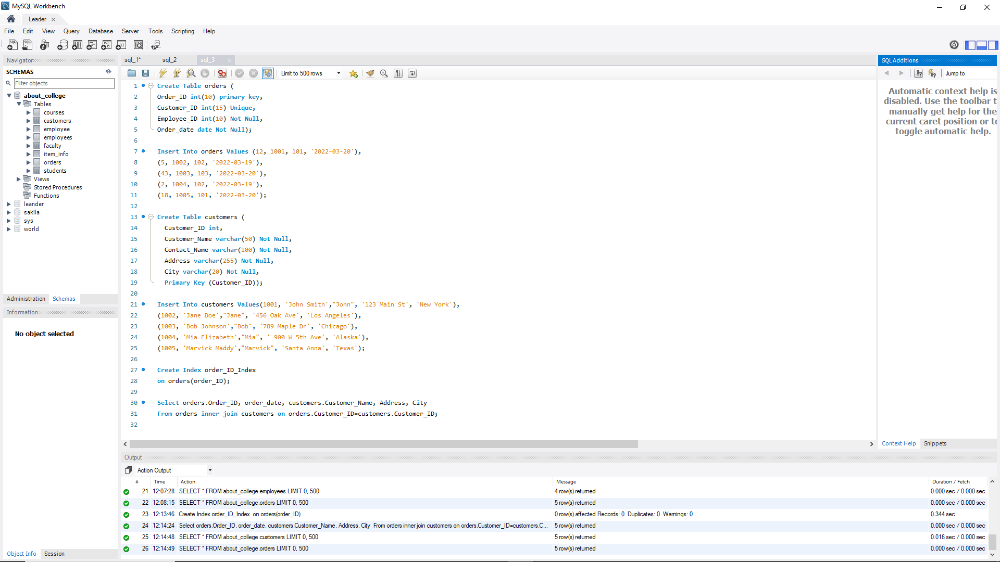 MySQL Workbench
Leader
File Edit View Query Database Server Tools Scripting Help
Navigator
SCHEMAS
Filter objects
about_college
Tables
courses
customers
employee
employees
faculty
item_info
orders
students
Views
Stored Procedures
Functions
leander
sakila
sys
world
Administration Schemas
Information
No object selected
Object Info Session
sql_1* sql_2 sql_3
Limit to 500 rows
1 Create Table orders (
2 Order_ID int(10) primary key,
3 Customer_ID int(15) Unique,
4 Employee_ID int(10) Not Null,
5 Order_date date Not Null);
6
7 Insert Into orders Values (12, 1001, 101, '2022-03-20'),
8 (5, 1002, 102, '2022-03-19'),
9 (43, 1003, 103, '2022-03-20'),
10 (2, 1004, 102, '2022-03-19'),
11 (18, 1005, 101, '2022-03-20');
12
13 Create Table customers (
14 Customer_ID int,
15 Customer_Name varchar(50) Not Null,
16 Contact_Name varchar(100) Not Null,
17 Address varchar(255) Not Null,
18 City varchar(20) Not Null,
19 Primary Key (Customer_ID));
20
21 Insert Into customers Values(1001, 'John Smith',"John", '123 Main St', 'New York'),
22 (1002, 'Jane Doe',"Jane", '456 Oak Ave', 'Los Angeles'),
23 (1003, 'Bob Johnson',"Bob", '789 Maple Dr', 'Chicago'),
24 (1004, 'Mia Elizabeth',"Mia", ' 900 W 5th Ave', 'Alaska'),
25 (1005, 'Marvick Maddy',"Marvick", 'Santa Anna', 'Texas');
26
27 Create Index order_ID_Index
28 on orders(order_ID);
29
30 Select orders.Order_ID, order_date, customers.Customer_Name, Address, City
31 From orders inner join customers on orders.Customer_ID=customers.Customer_ID;
32
SQLAdditions
Jump to
Automatic context help is
disabled. Use the toolbar t
manually get help for the
current caret position or to
toggle automatic help.
Context Help Snippets
Output
Action Output
# Time Action Message Duration / Fetch
21 12:07:28 SELECT * FROM about_college.employees LIMIT 0, 500 4 row(s) returned 0.000 sec / 0.000 sec
22 12:08:15 SELECT * FROM about_college.orders LIMIT 0, 500 5 row(s) returned 0.000 sec / 0.000 sec
23 12:13:46 Create Index order_ID_Index on orders(order_ID) 0 row(s) affected Records: 0 Duplicates: 0 Warnings: 0 0.344 sec
24 12:14:24 Select orders.Order_ID, order_date, customers.Customer_Name, Address, City From orders inner join customers on orders.Customer_ID=customers.C... 5 row(s) returned 0.000 sec / 0.000 sec
25 12:14:48 SELECT * FROM about_college.customers LIMIT 0, 500 5 row(s) returned 0.016 sec / 0.000 sec
26 12:14:49 SELECT * FROM about_college.orders LIMIT 0, 500 5 row(s) returned 0.000 sec / 0.000 sec